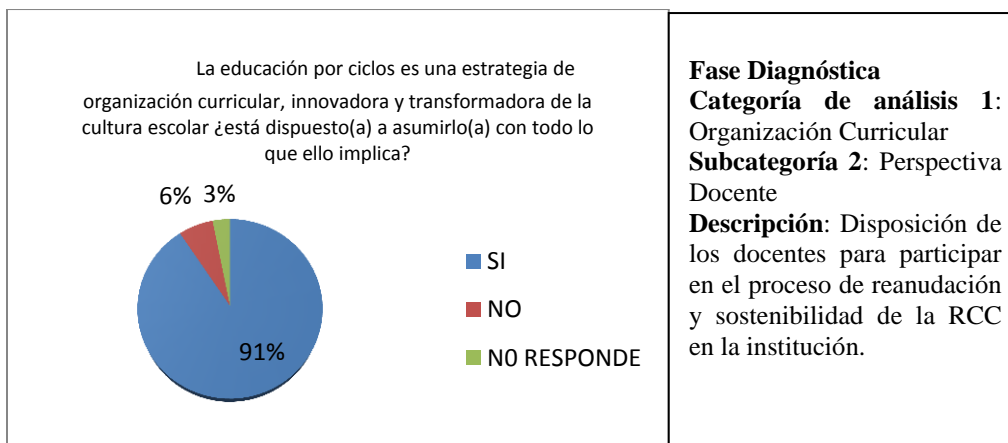 La educación por ciclos es una estrategia de
organización curricular, innovadora y transformadora de la
cultura escolar ¿está dispuesto(a) a asumirlo(a) con todo lo
que ello implica?
6% 3%
91%
SI
NO
N0 RESPONDE
Fase Diagnóstica
Categoría de análisis 1:
Organización Curricular
Subcategoría 2: Perspectiva
Docente
Descripción: Disposición de
los docentes para participar
en el proceso de reanudación
y sostenibilidad de la RCC
en la institución.